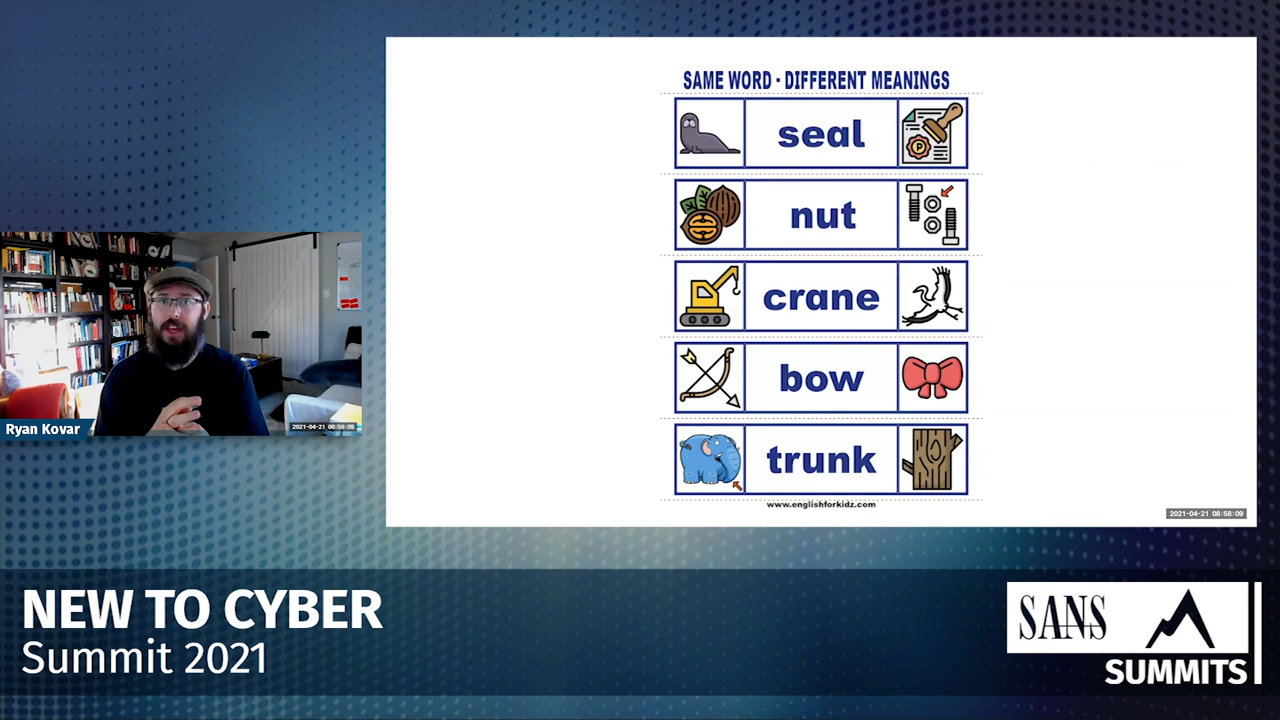 SAME WORD · DIFFERENT MEANINGS
seal
P
nut
crane
bow
trunk
www.englishforkidz.com
2021-04-21 08:58:09
Ryan Kovar
2021-04-21 08:58:09
NEW TO CYBER
Summit 2021
SANS
SUMMITS